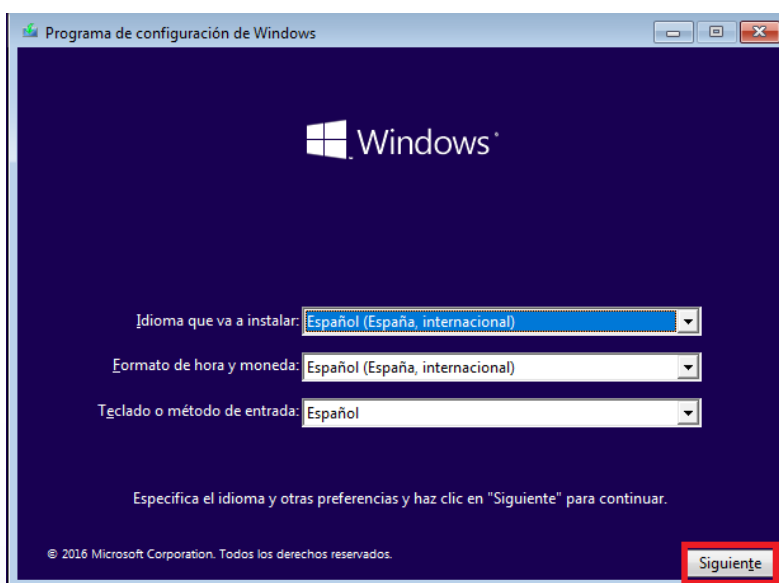 Programa de configuración de Windows
Windows
Idioma que va a instalar: Español (España, internacional)
Formato de hora y moneda: Español (España, internacional)
Teclado o método de entrada: Español
Especifica el idioma y otras preferencias y haz clic en "Siguiente" para continuar.
© 2016 Microsoft Corporation. Todos los derechos reservados.
Siguiente